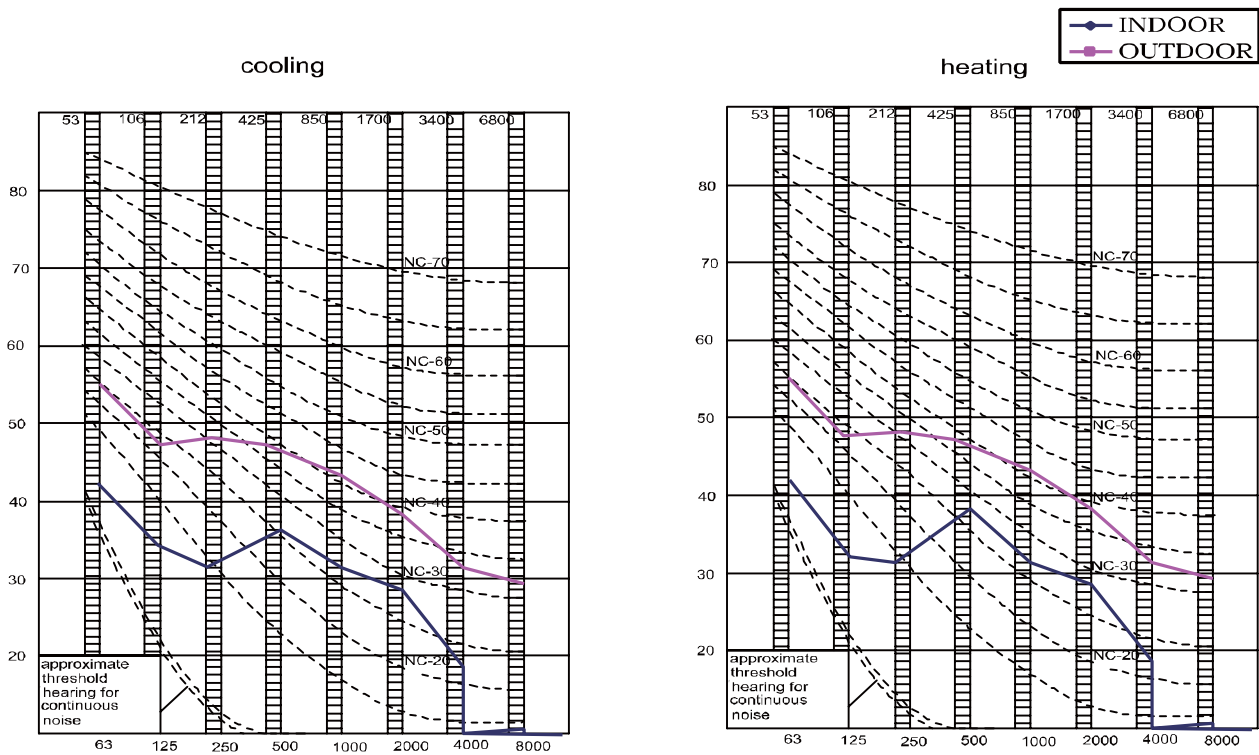 INDOOR
OUTDOOR
cooling
heating
53 106 212 425 850 1700 3400 6800
80
70
60
50
40
30
20
NC-70
NC-60
NC-50
NC-40
NC-30
NC-20
approximate
threshold
hearing for
continuous
noise
63 125 250 500 1000 2000 4000 8000
53 106 212 425 850 1700 3400 6800
80
70
60
50
40
30
20
NC-70
NC-60
NC-50
NC-40
NC-30
NC-20
approximate
threshold
hearing for
continuous
noise
63 125 250 500 1000 2000 4000 8000